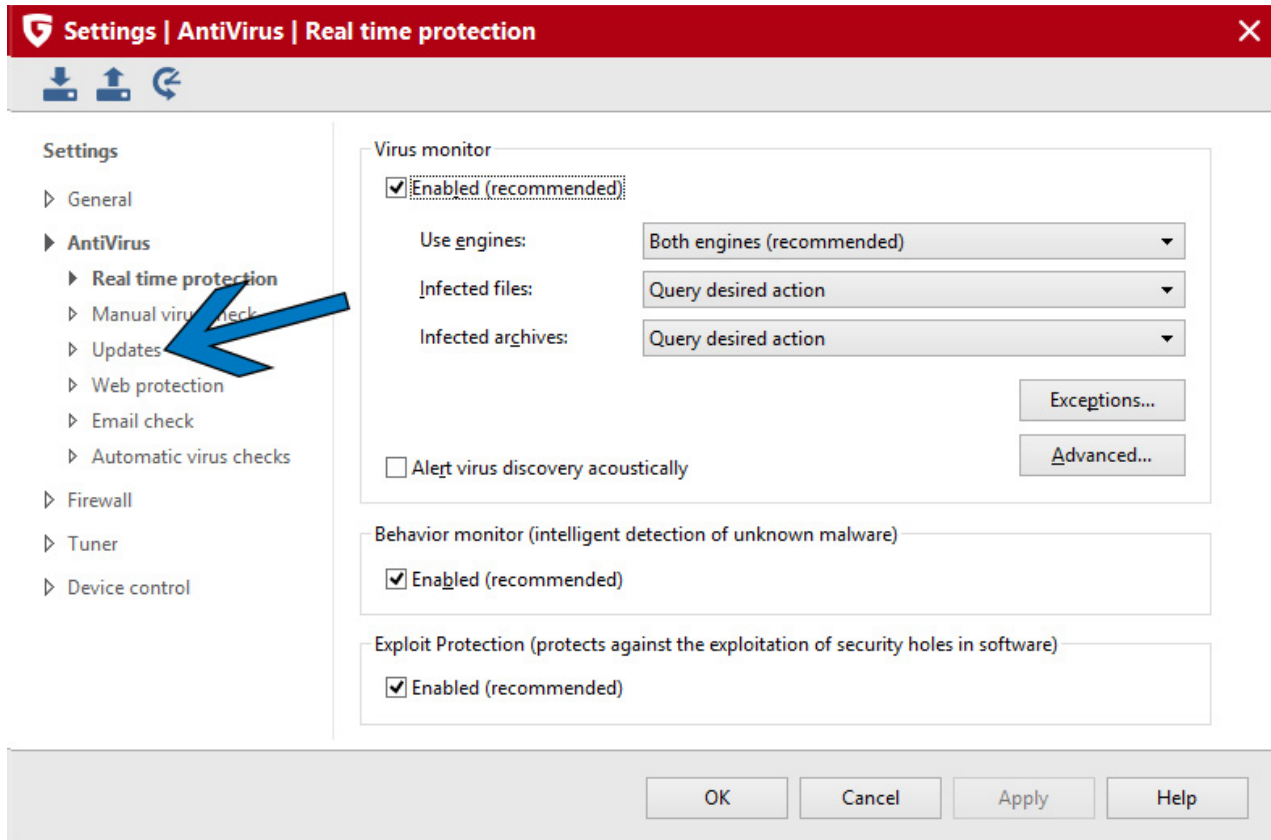 Settings | AntiVirus | Real time protection
Settings
General
AntiVirus
Real time protection
Manual virus check
Updates
Web protection
Email check
Automatic virus checks
Firewall
Tuner
Device control
Virus monitor
Enabled (recommended)
Use engines: Both engines (recommended)
Infected files: Query desired action
Infected archives: Query desired action
Exceptions...
Alert virus discovery acoustically
Advanced...
Behavior monitor (intelligent detection of unknown malware)
Enabled (recommended)
Exploit Protection (protects against the exploitation of security holes in software)
Enabled (recommended)
OK Cancel Apply Help